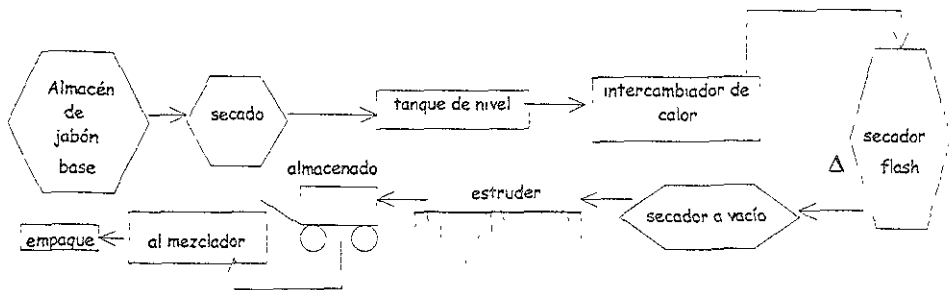 Almacén
de
jabón
base
secado
tanque de nivel
intercambiador de
calor
secador
flash
Δ
almacenado
estruder
secador a vacío
empaque
al mezclador